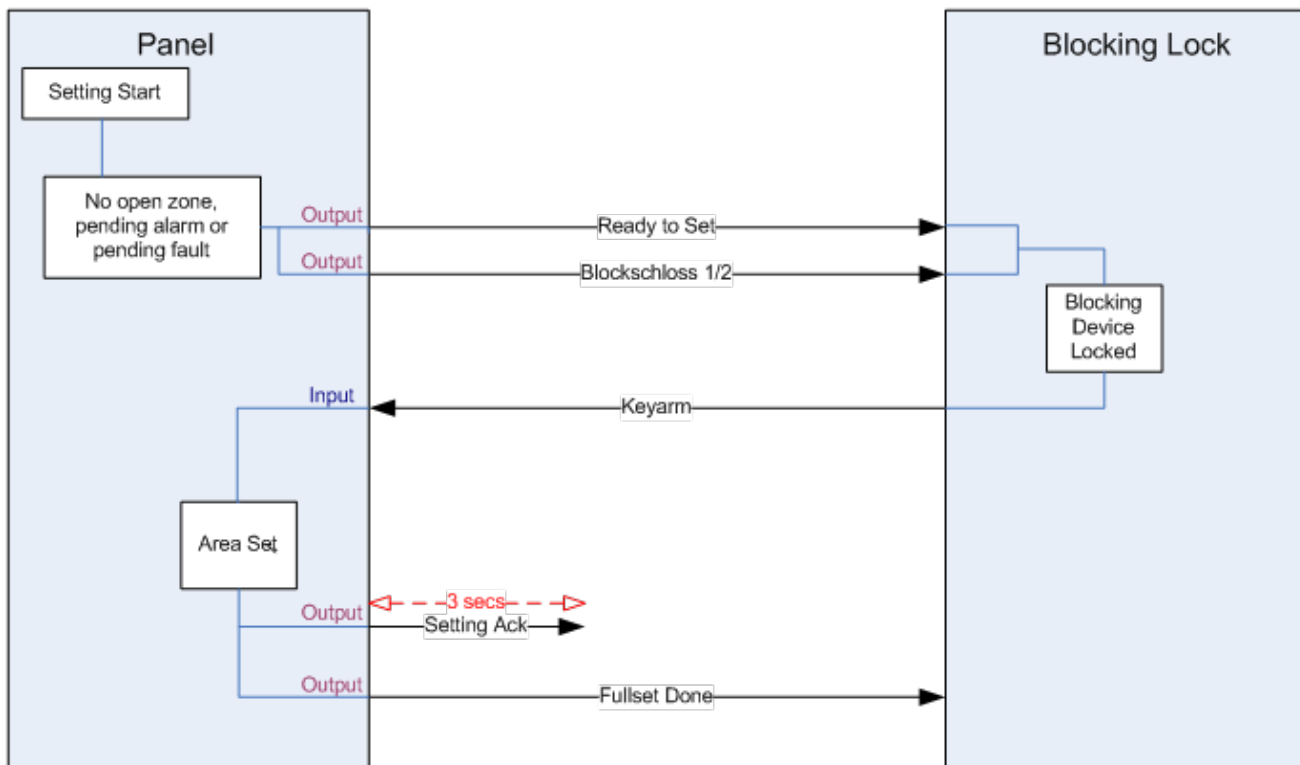 Panel
Blocking Lock
Setting Start
No open zone,
pending alarm or
pending fault
Output
Ready to Set
Output
Blockschloss 1/2
Blocking
Device
Locked
Input
Keyarm
Area Set
3 secs
Output
Setting Ack
Output
Fullset Done